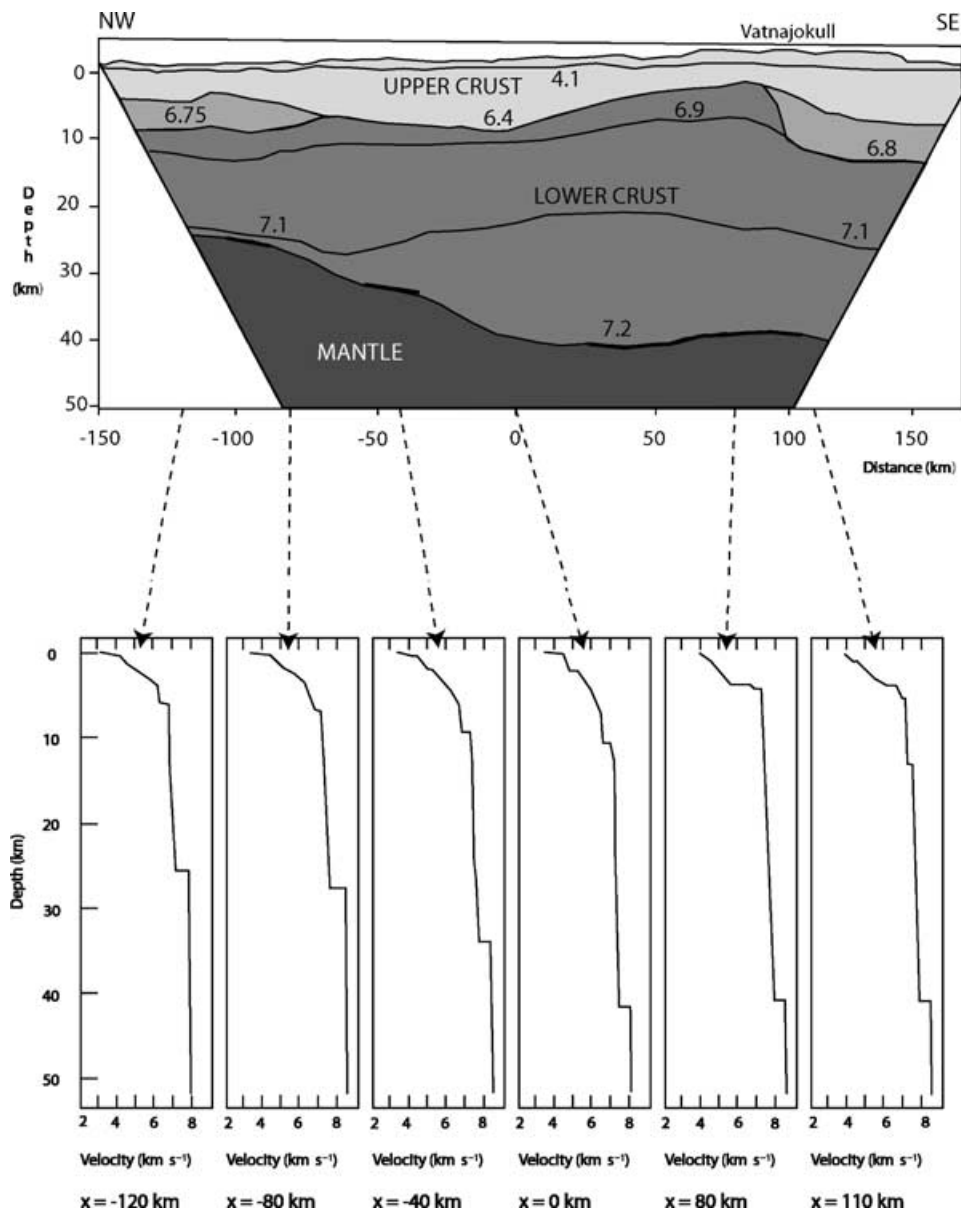 NW
SE
Vatnajokull
0
UPPER CRUST
4.1
6.75
6.4
6.9
10
6.8
20
LOWER CRUST
7.1
7.1
30
40
7.2
MANTLE
50
Depth
(km)
-150 -100 -50 0 50 100 150
Distance (km)
0
10
20
30
40
50
Depth (km)
2 4 6 8 2 4 6 8 2 4 6 8 2 4 6 8 2 4 6 8 2 4 6 8
Velocity (km s⁻¹) Velocity (km s⁻¹) Velocity (km s⁻¹) Velocity (km s⁻¹) Velocity (km s⁻¹) Velocity (km s⁻¹)
x = -120 km x = -80 km x = -40 km x = 0 km x = 80 km x = 110 km